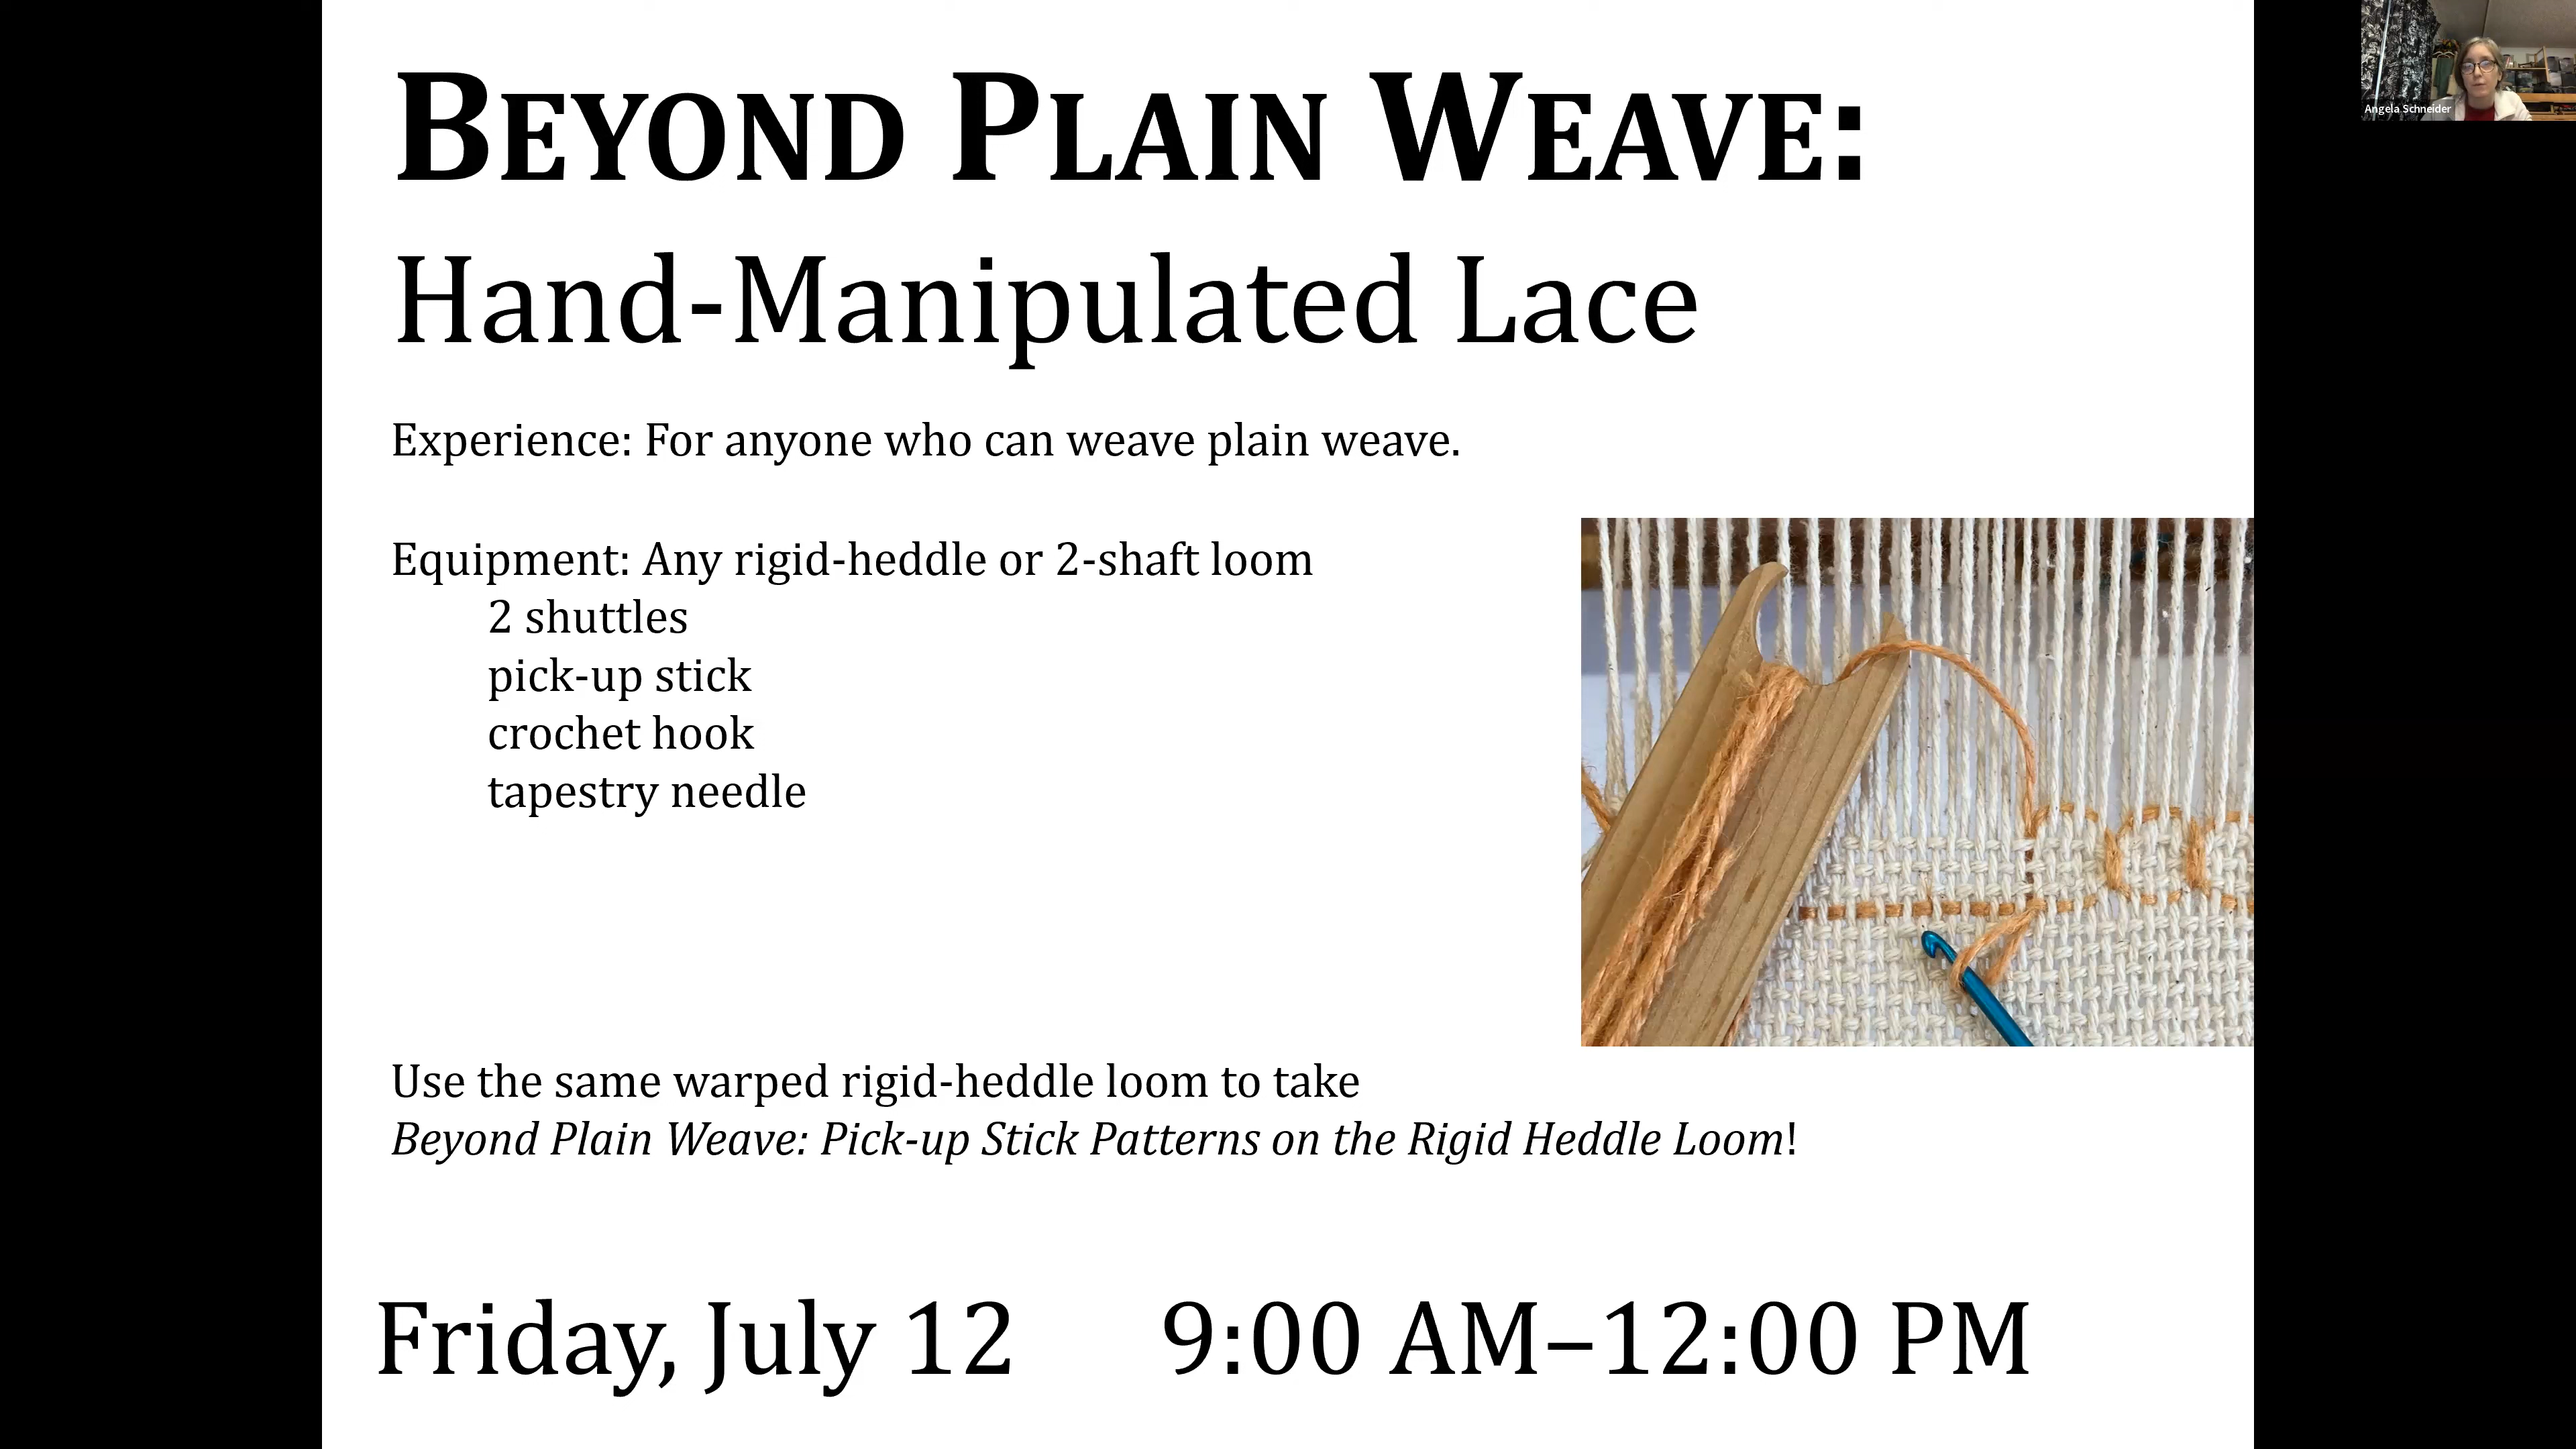 BEYOND PLAIN WEAVE:
Hand-Manipulated Lace
Experience: For anyone who can weave plain weave.
Equipment: Any rigid-heddle or 2-shaft loom
2 shuttles
pick-up stick
crochet hook
tapestry needle
Use the same warped rigid-heddle loom to take
Beyond Plain Weave: Pick-up Stick Patterns on the Rigid Heddle Loom!
Friday, July 12 9:00 AM–12:00 PM
Angela Schneider